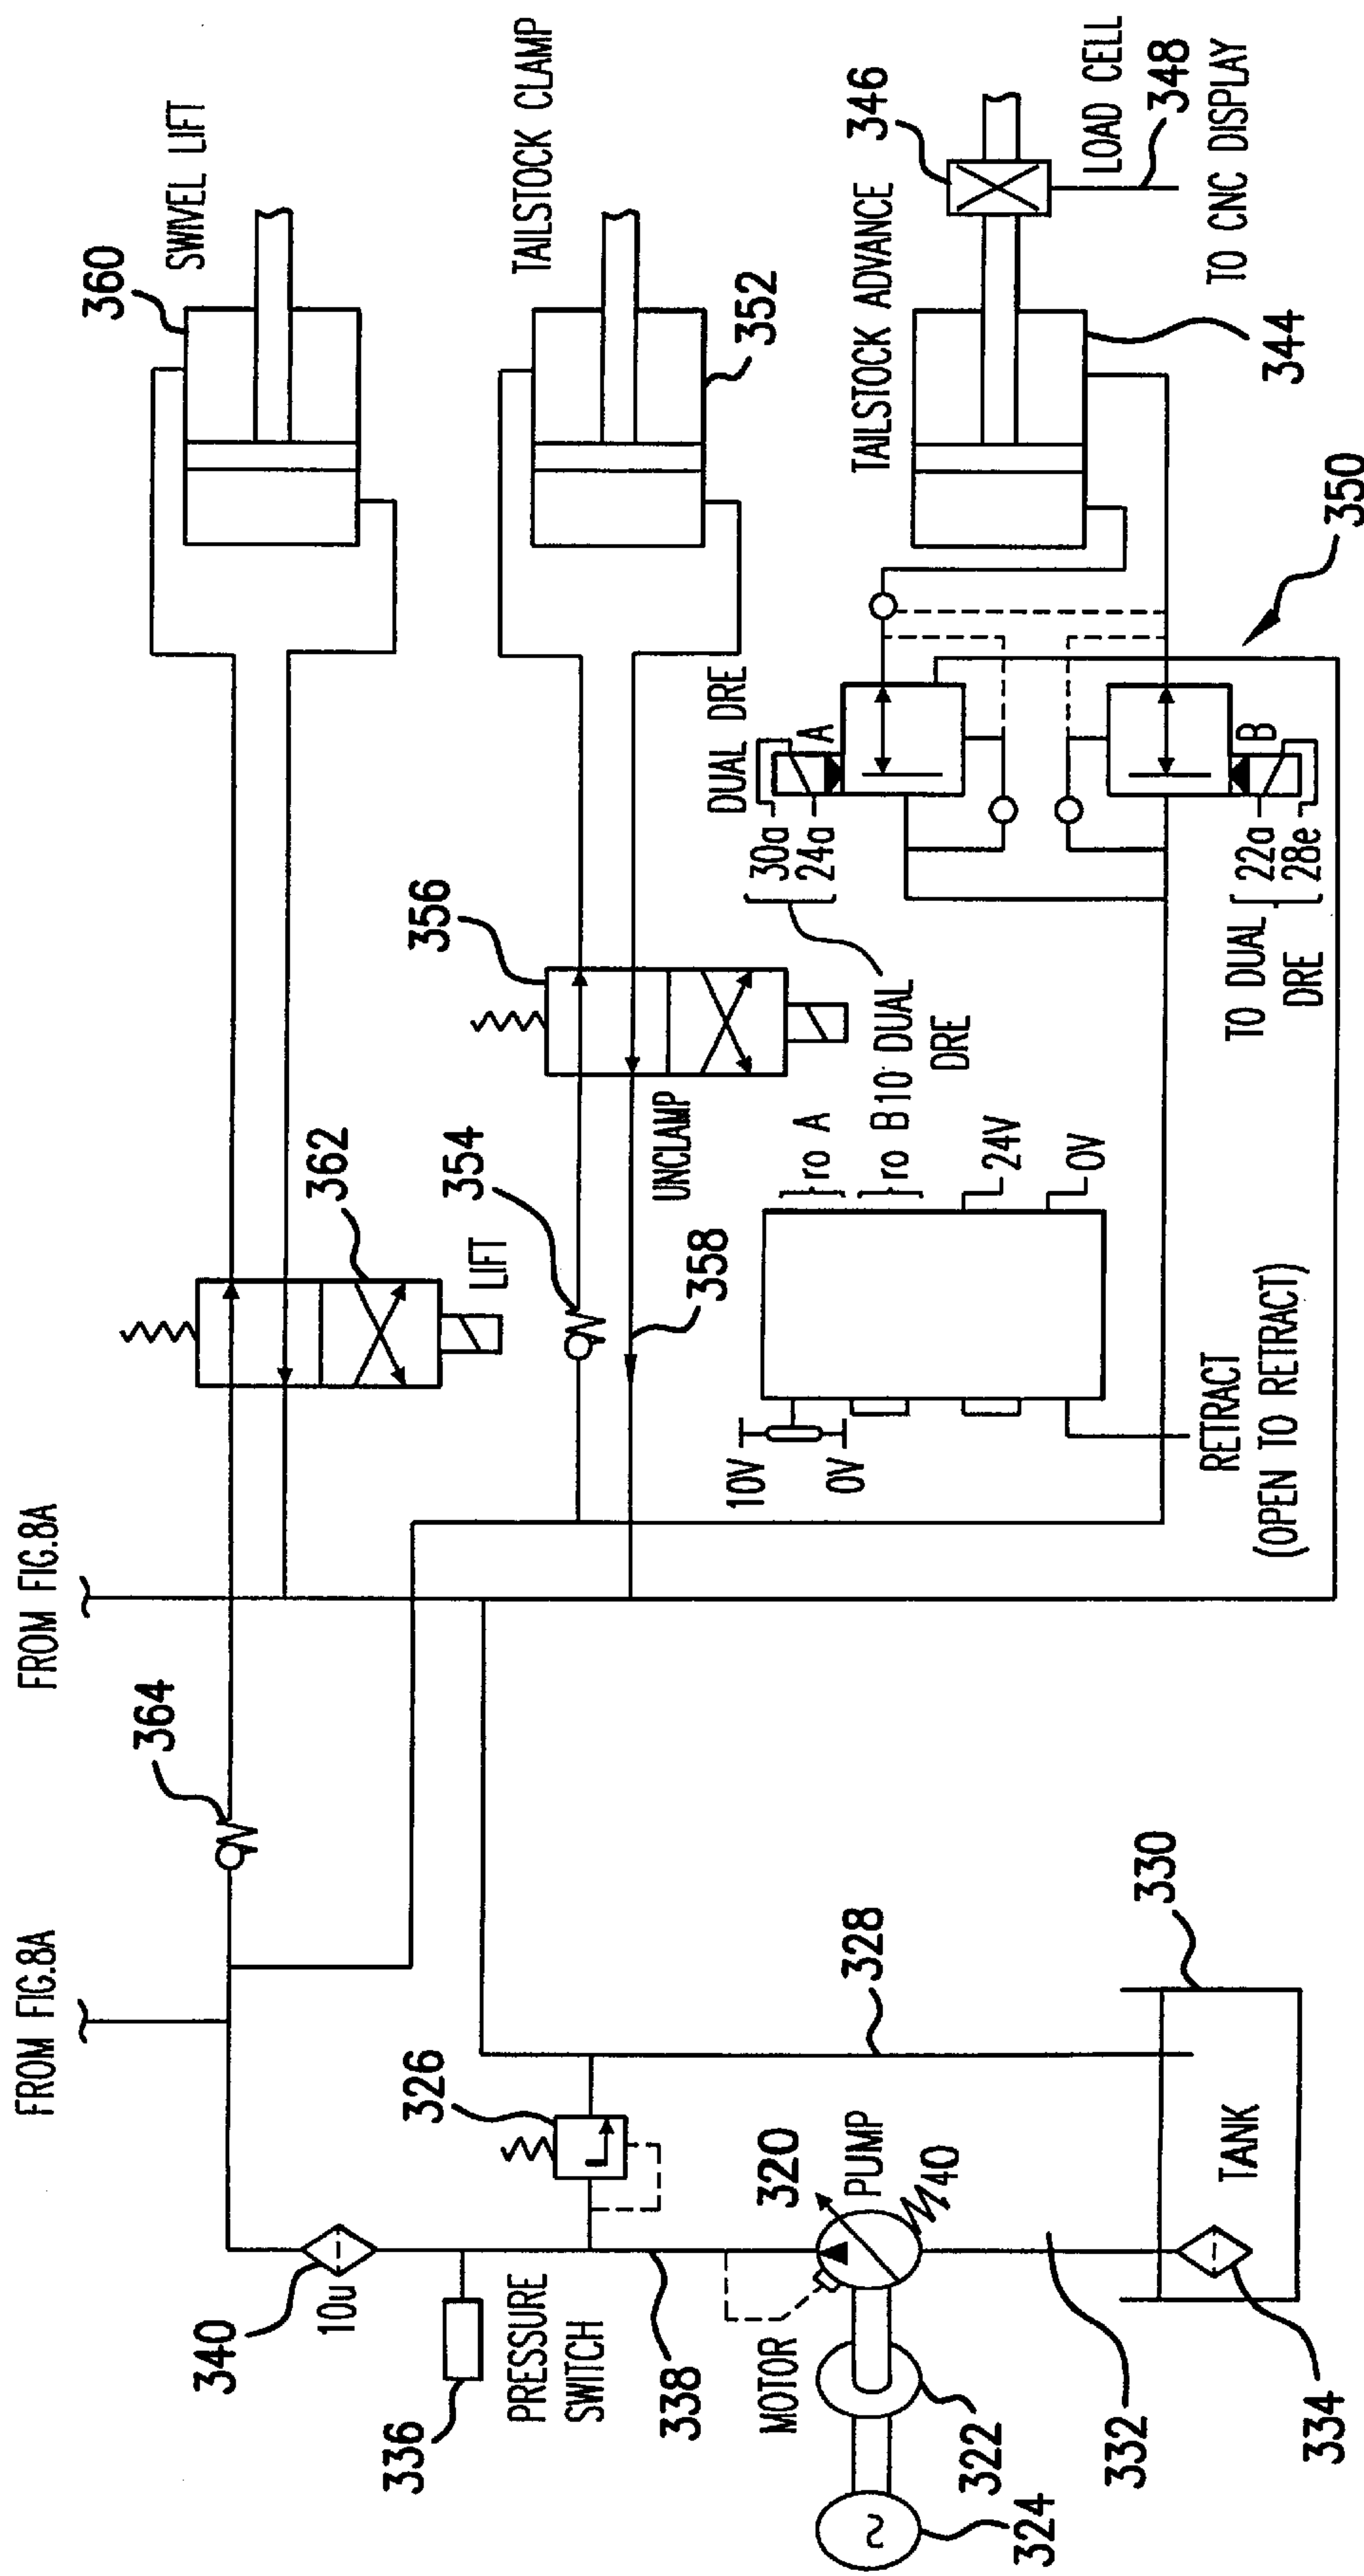 FROM FIG.8A
FROM FIG.8A
364
340
10u
336
PRESSURE
SWITCH
338
326
328
320
PUMP
40
MOTOR
322
324
332
334
330
TANK
360
SWIVEL LIFT
362
LIFT
TAILSTOCK CLAMP
352
356
354
UNCLAMP
358
TAILSTOCK ADVANCE
346
LOAD CELL
348
TO CNC DISPLAY
344
350
DUAL DRE
A
30a
24a
B
22a
28e
TO DUAL
DRE
10 DUAL
DRE
ro A
ro B
24V
0V
10V
0V
RETRACT
(OPEN TO RETRACT)